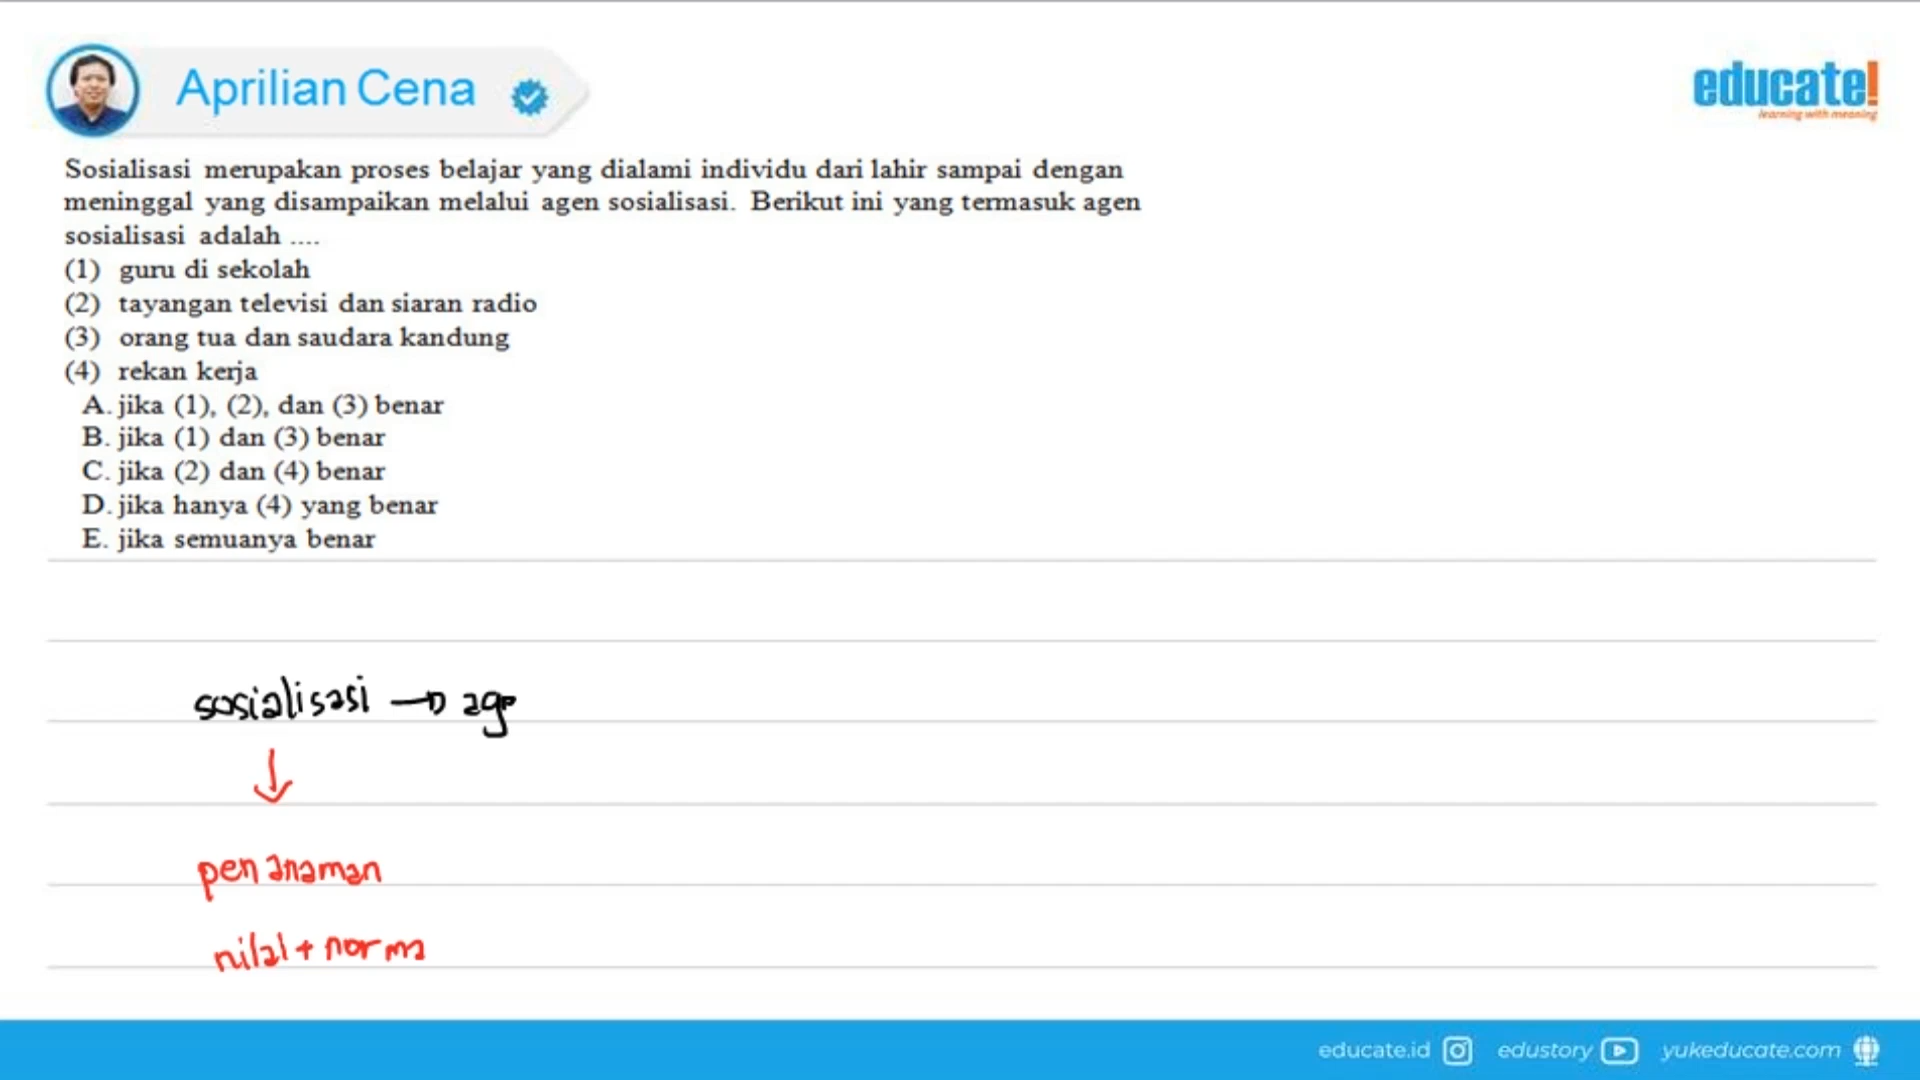 Aprilian Cena
educate!
learning with meaning
Sosialisasi merupakan proses belajar yang dialami individu dari lahir sampai dengan
meninggal yang disampaikan melalui agen sosialisasi. Berikut ini yang termasuk agen
sosialisasi adalah ....
(1) guru di sekolah
(2) tayangan televisi dan siaran radio
(3) orang tua dan saudara kandung
(4) rekan kerja
A. jika (1), (2), dan (3) benar
B. jika (1) dan (3) benar
C. jika (2) dan (4) benar
D. jika hanya (4) yang benar
E. jika semuanya benar
sosialisasi → age
↓
penanaman
nilai + norma
educate.id edustory yukeducate.com